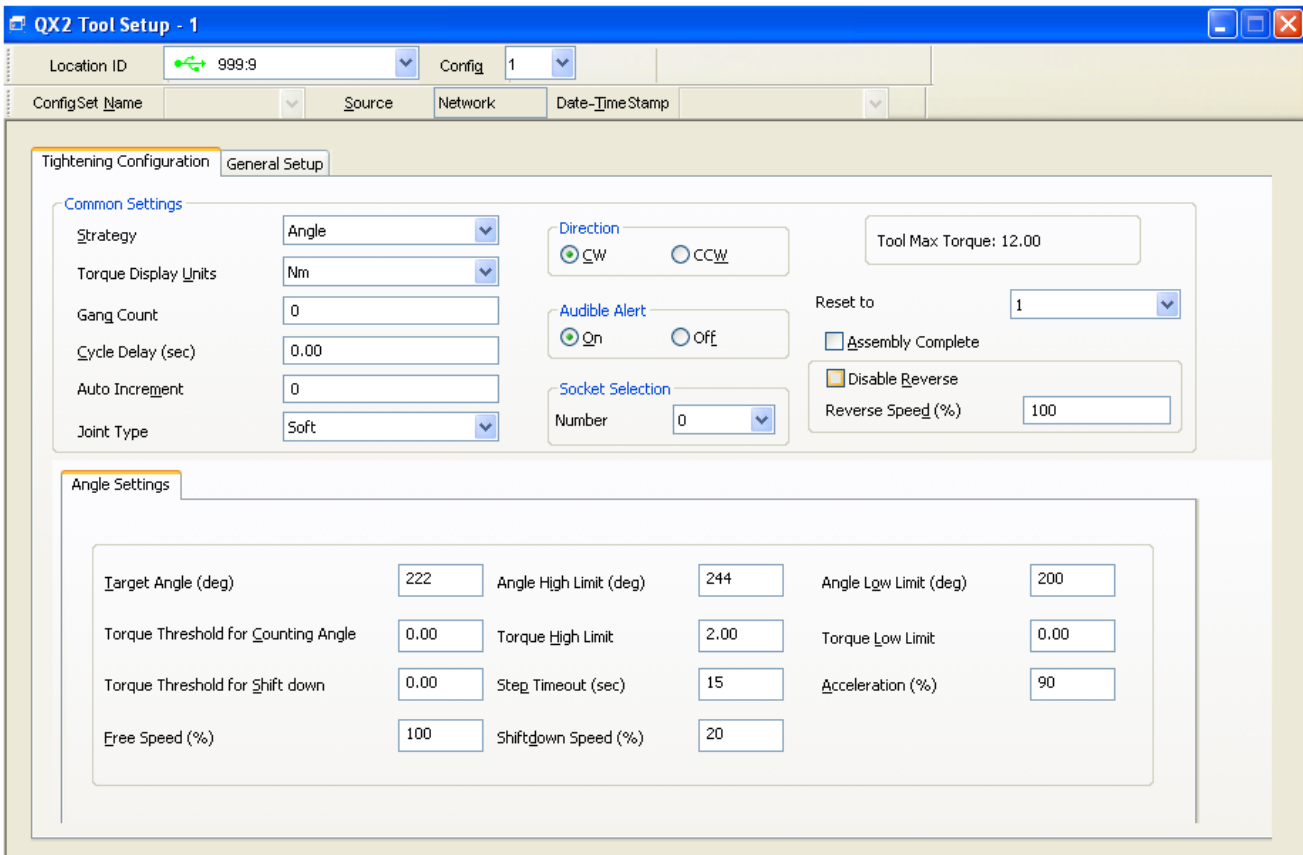 QX2 Tool Setup - 1
Location ID 999:9 Config 1
ConfigSet Name Source Network Date-TimeStamp
Tightening Configuration General Setup
Common Settings
Strategy Angle Direction CW CCW Tool Max Torque: 12.00
Torque Display Units Nm
Gang Count 0 Audible Alert On Off Reset to 1
Cycle Delay (sec) 0.00 Assembly Complete
Auto Increment 0 Socket Selection Disable Reverse
Joint Type Soft Number 0 Reverse Speed (%) 100
Angle Settings
Target Angle (deg) 222 Angle High Limit (deg) 244 Angle Low Limit (deg) 200
Torque Threshold for Counting Angle 0.00 Torque High Limit 2.00 Torque Low Limit 0.00
Torque Threshold for Shift down 0.00 Step Timeout (sec) 15 Acceleration (%) 90
Free Speed (%) 100 Shiftdown Speed (%) 20